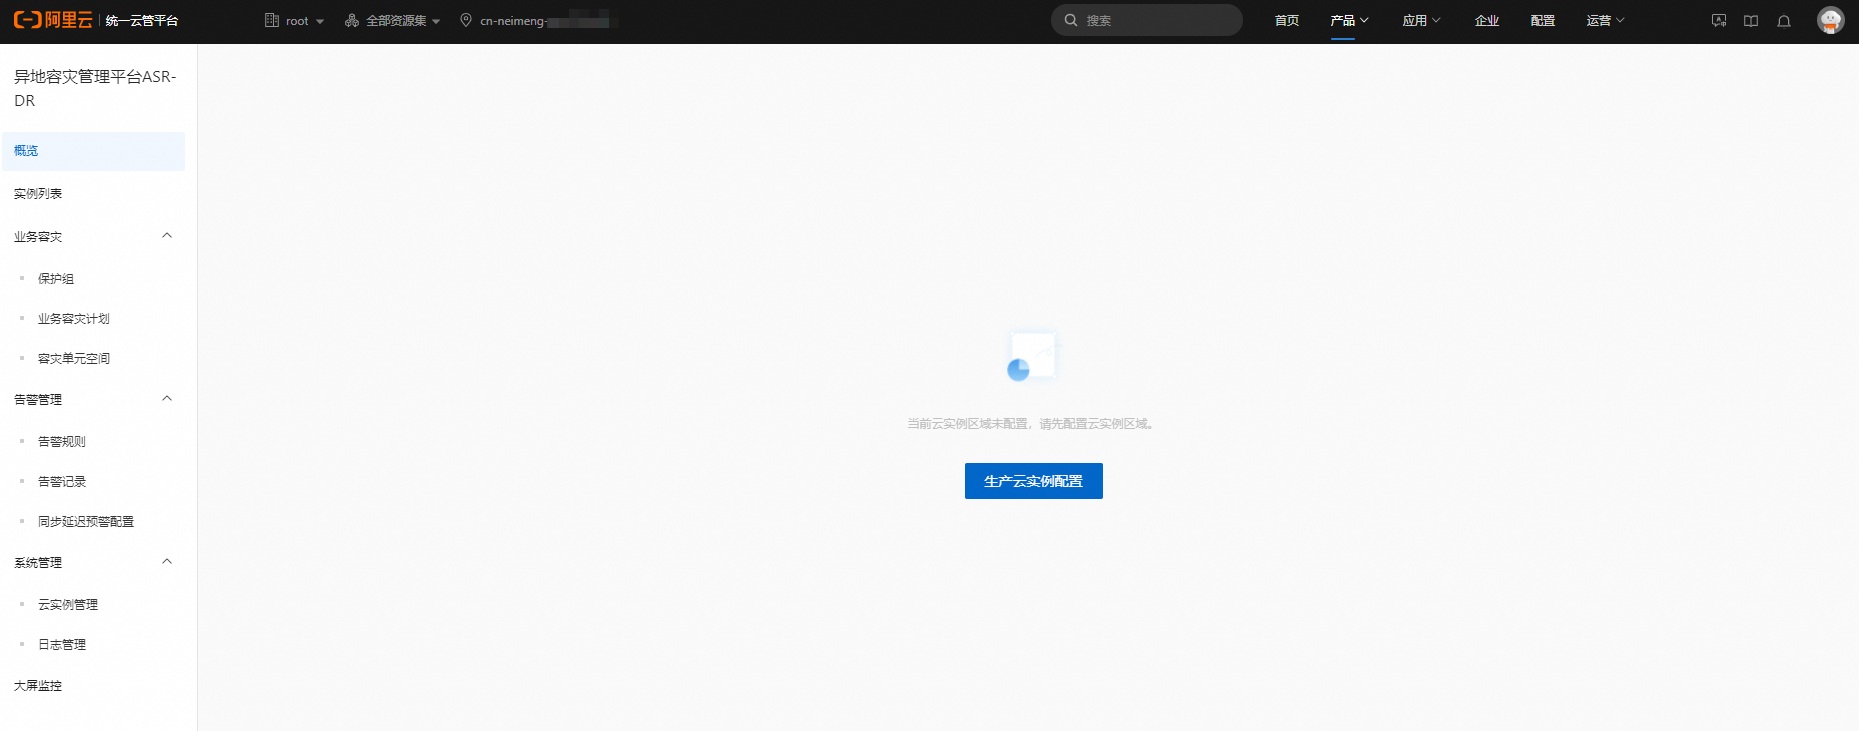 阿里云 统一云管平台
root
全部资源集
cn-neimeng-
搜索
首页
产品
应用
企业
配置
运营
异地容灾管理平台ASR-
DR
概览
实例列表
业务容灾
保护组
业务容灾计划
容灾单元空间
告警管理
告警规则
告警记录
同步延迟预警配置
系统管理
云实例管理
日志管理
大屏监控
当前云实例区域未配置，请先配置云实例区域。
生产云实例配置